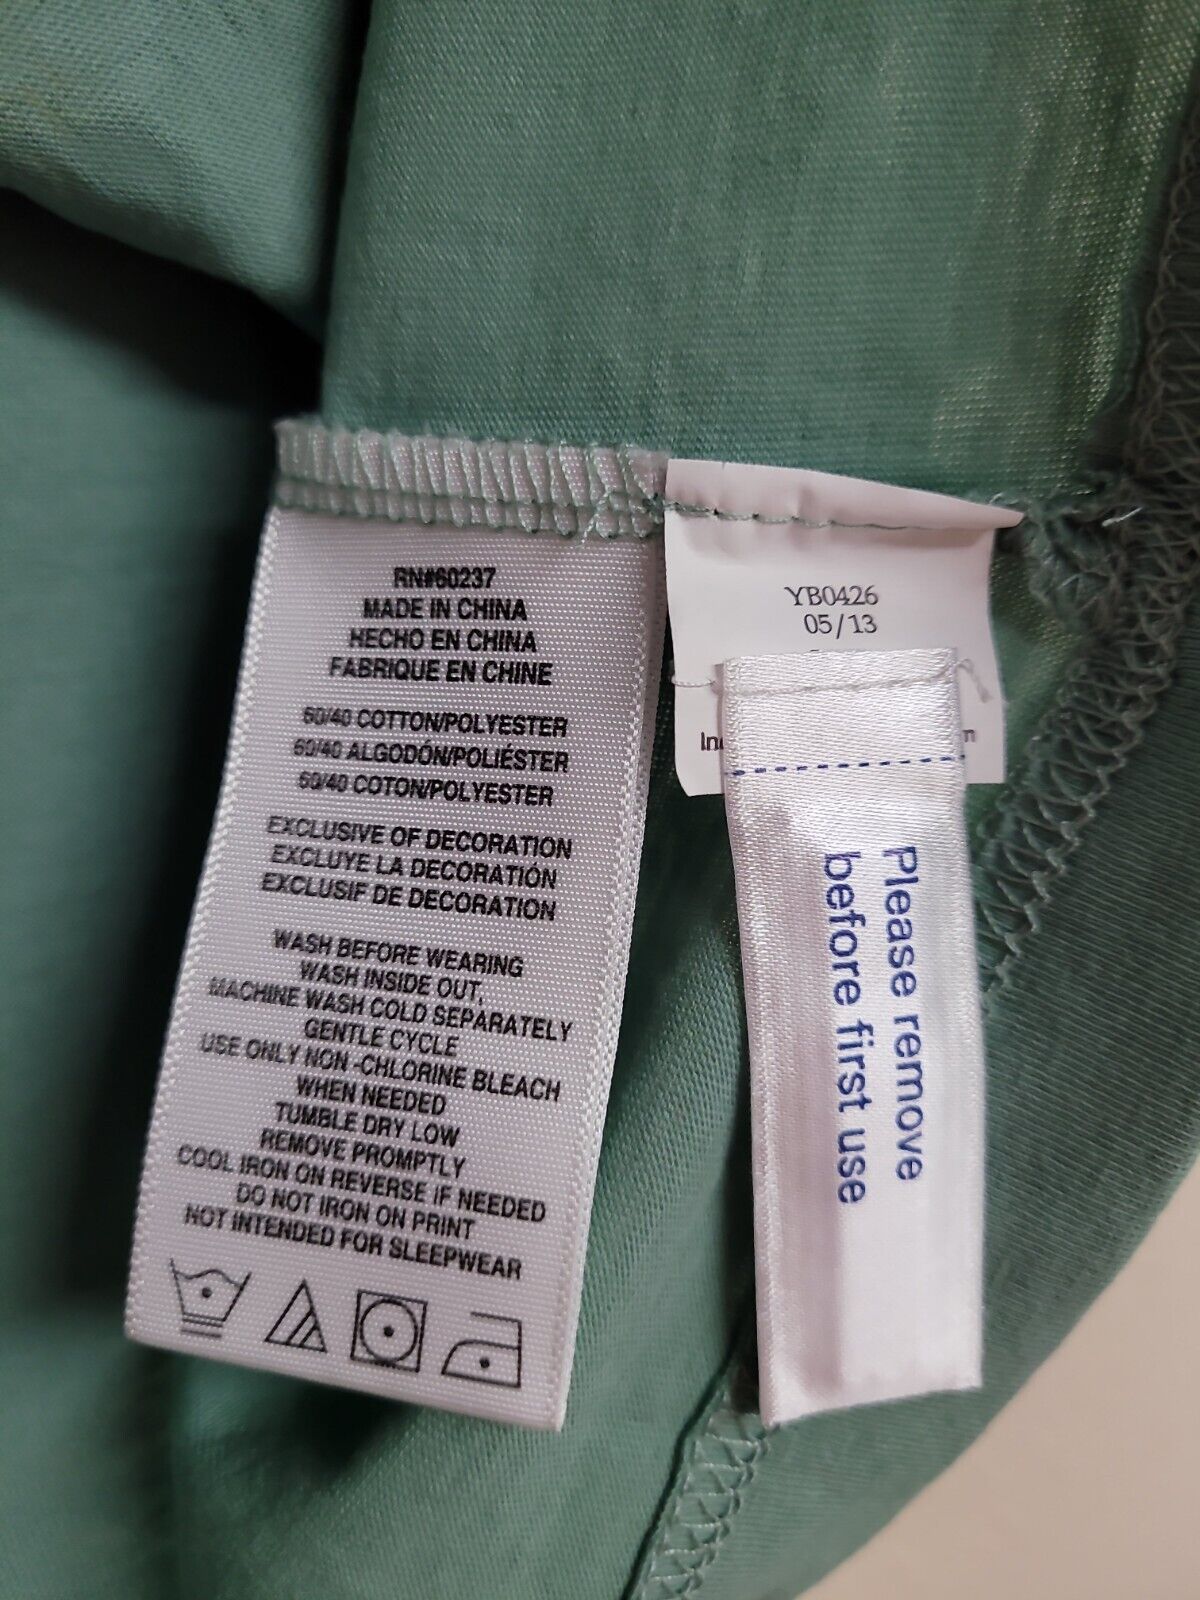 RN#60237
MADE IN CHINA
HECHO EN CHINA
FABRIQUE EN CHINE
60/40 COTTON/POLYESTER
60/40 ALGODÓN/POLIÉSTER
60/40 COTON/POLYESTER
EXCLUSIVE OF DECORATION
EXCLUYE LA DECORATION
EXCLUSIF DE DECORATION
WASH BEFORE WEARING
WASH INSIDE OUT,
MACHINE WASH COLD SEPARATELY
GENTLE CYCLE
USE ONLY NON -CHLORINE BLEACH
WHEN NEEDED
TUMBLE DRY LOW
REMOVE PROMPTLY
COOL IRON ON REVERSE IF NEEDED
DO NOT IRON ON PRINT
NOT INTENDED FOR SLEEPWEAR
YB0426
05/13
Please remove
before first use